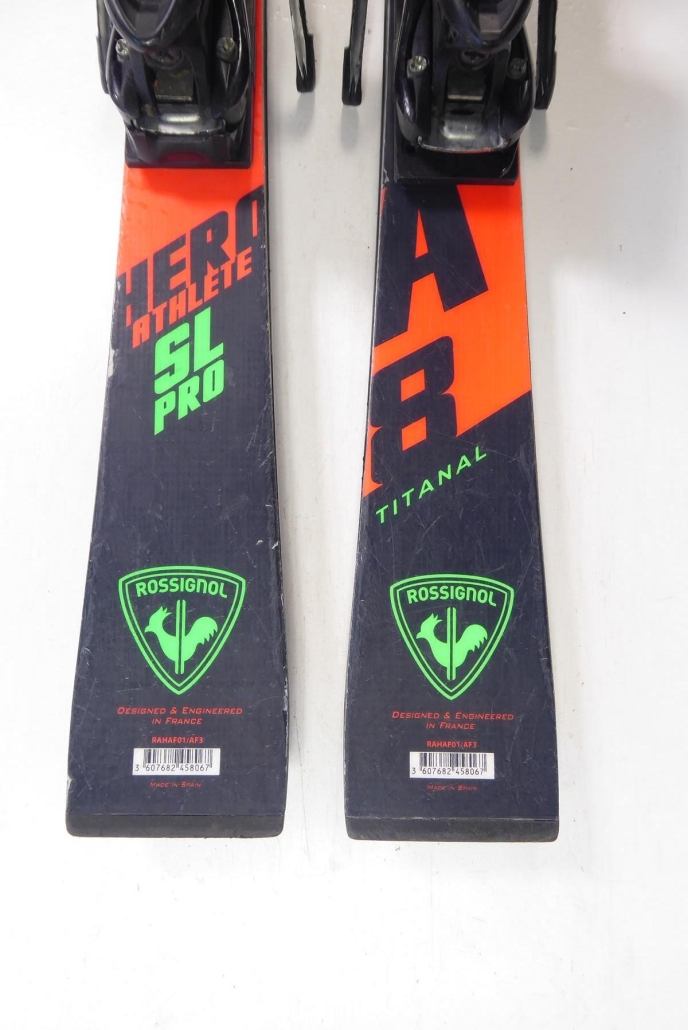 HERO
ATHLÈTE
SL
PRO
ROSSIGNOL
DESIGNED & ENGINEERED
IN FRANCE
RAHAF01/AF3
3 607682 458067
MADE IN SPAIN
A
8
TITANAL
ROSSIGNOL
DESIGNED & ENGINEERED
IN FRANCE
RAHAF01/AF3
3 607682 458067
MADE IN SPAIN